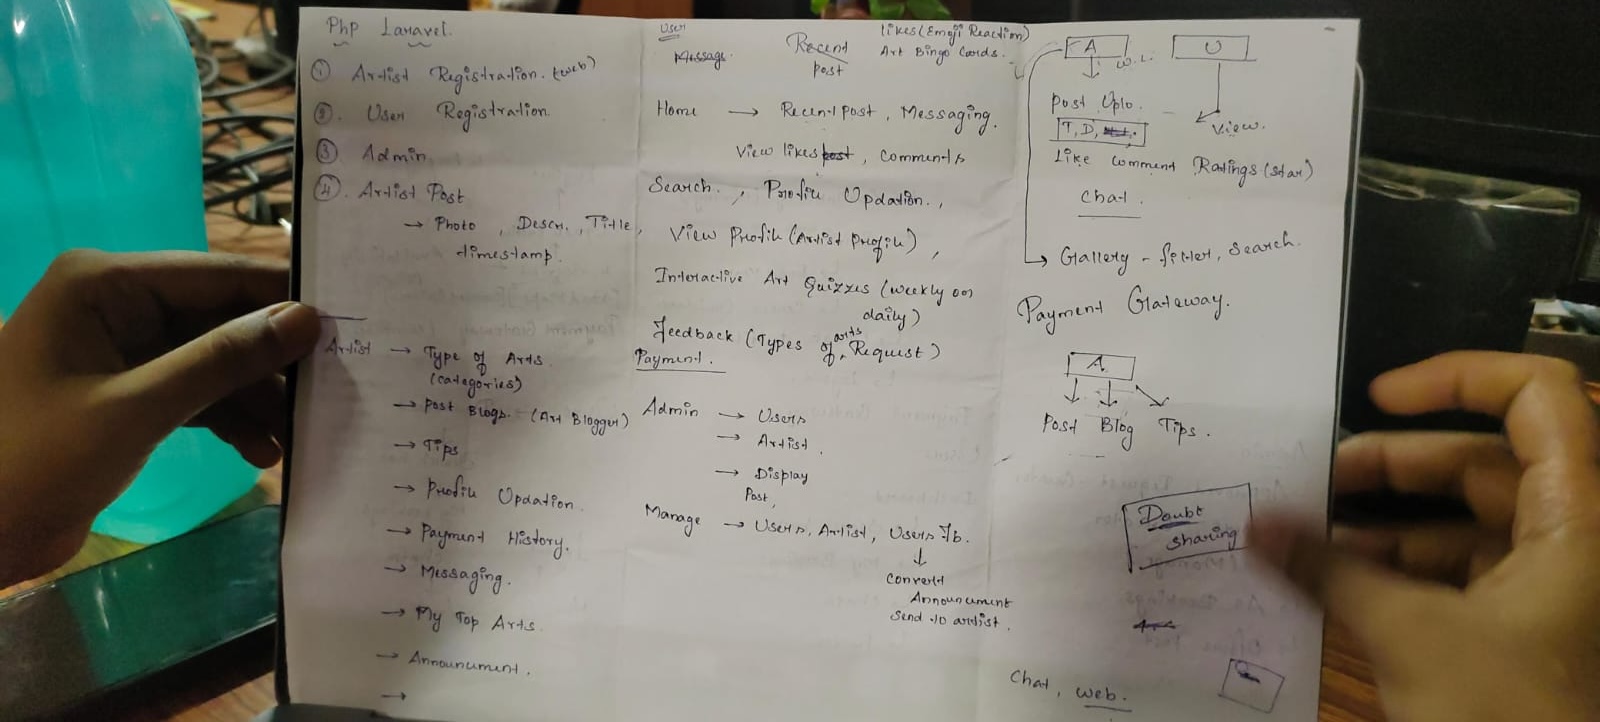 Php Laravel.
① Artist Registration. (web)
②. User Registration
③ Admin
④. Artist Post
→ Photo, Descr., Title,
timestamp.
Artist → Type of Arts.
(categories)
→ Post Blogs. (Art Blogger)
→ Tips
→ Profile Updation.
→ Payment History.
→ Messaging.
→ My Top Arts.
→ Announcement.
→
User
Message.
Recent
Post
Likes (Emoji Reaction)
Art Bingo Cards.
Home → Recent post, Messaging.
View likes post, comments
Search., Profile Updation.,
View Profile (Artist Profile),
Interactive Art Quizzes (weekly or
daily)
Feedback (Types of arts, Request)
Payment.
Admin → Users
→ Artist.
→ Display
Post,
Manage → Users, Artist, Users Fb.
↓
Convert
Announcement
Send to artist.
A
U
Post Uplo.
View.
T, D,
Like Comment Ratings (star)
Chat.
Gallery - filter, Search.
Payment Gateway.
A
Post Blog Tips.
Doubt
sharing
Chat, web.